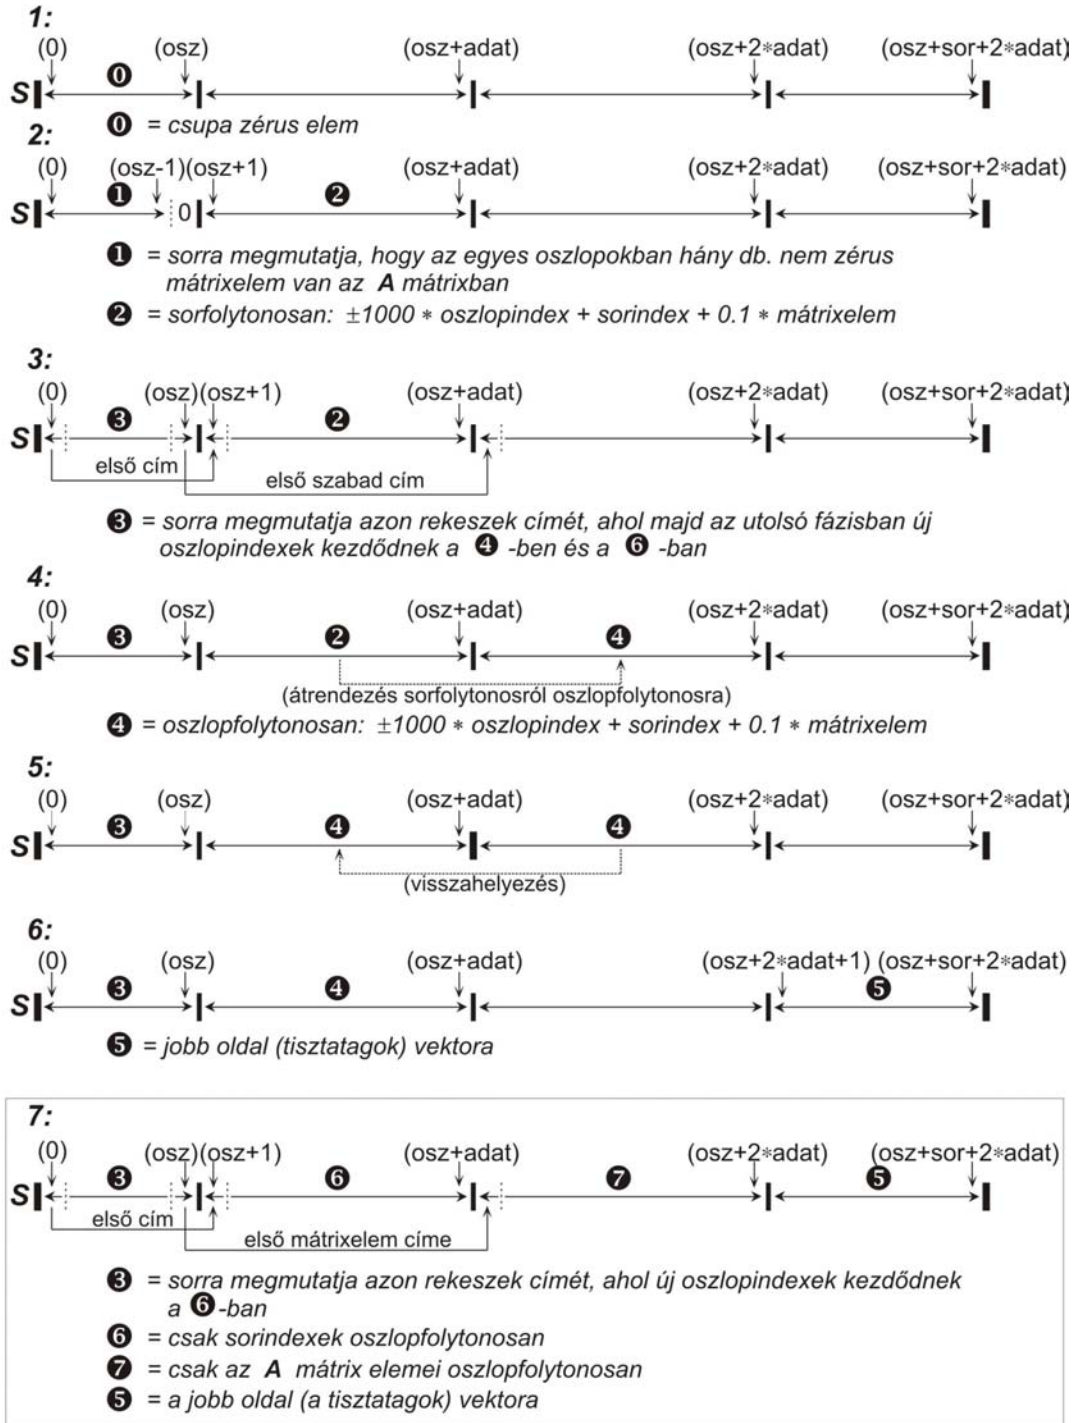 1:
(0) (osz) (osz+adat) (osz+2*adat) (osz+sor+2*adat)
0
S
0 = csupa zérus elem
2:
(0) (osz-1)(osz+1) (osz+adat) (osz+2*adat) (osz+sor+2*adat)
1 2
S 0
1 = sorra megmutatja, hogy az egyes oszlopokban hány db. nem zérus
mátrixelem van az A mátrixban
2 = sorfolytonosan: ±1000 * oszlopindex + sorindex + 0.1 * mátrixelem
3:
(0) (osz)(osz+1) (osz+adat) (osz+2*adat) (osz+sor+2*adat)
3 2
S
első cím
első szabad cím
3 = sorra megmutatja azon rekeszek címét, ahol majd az utolsó fázisban új
oszlopindexek kezdődnek a 4 -ben és a 6 -ban
4:
(0) (osz) (osz+adat) (osz+2*adat) (osz+sor+2*adat)
3 2 4
S
(átrendezés sorfolytonosról oszlopfolytonosra)
4 = oszlopfolytonosan: ±1000 * oszlopindex + sorindex + 0.1 * mátrixelem
5:
(0) (osz) (osz+adat) (osz+2*adat) (osz+sor+2*adat)
3 4 4
S
(visszahelyezés)
6:
(0) (osz) (osz+adat) (osz+2*adat+1) (osz+sor+2*adat)
3 4 5
S
5 = jobb oldal (tisztatagok) vektora
7:
(0) (osz)(osz+1) (osz+adat) (osz+2*adat) (osz+sor+2*adat)
3 6 7 5
S
első cím
első mátrixelem címe
3 = sorra megmutatja azon rekeszek címét, ahol új oszlopindexek kezdődnek
a 6 -ban
6 = csak sorindexek oszlopfolytonosan
7 = csak az A mátrix elemei oszlopfolytonosan
5 = a jobb oldal (a tisztatagok) vektora